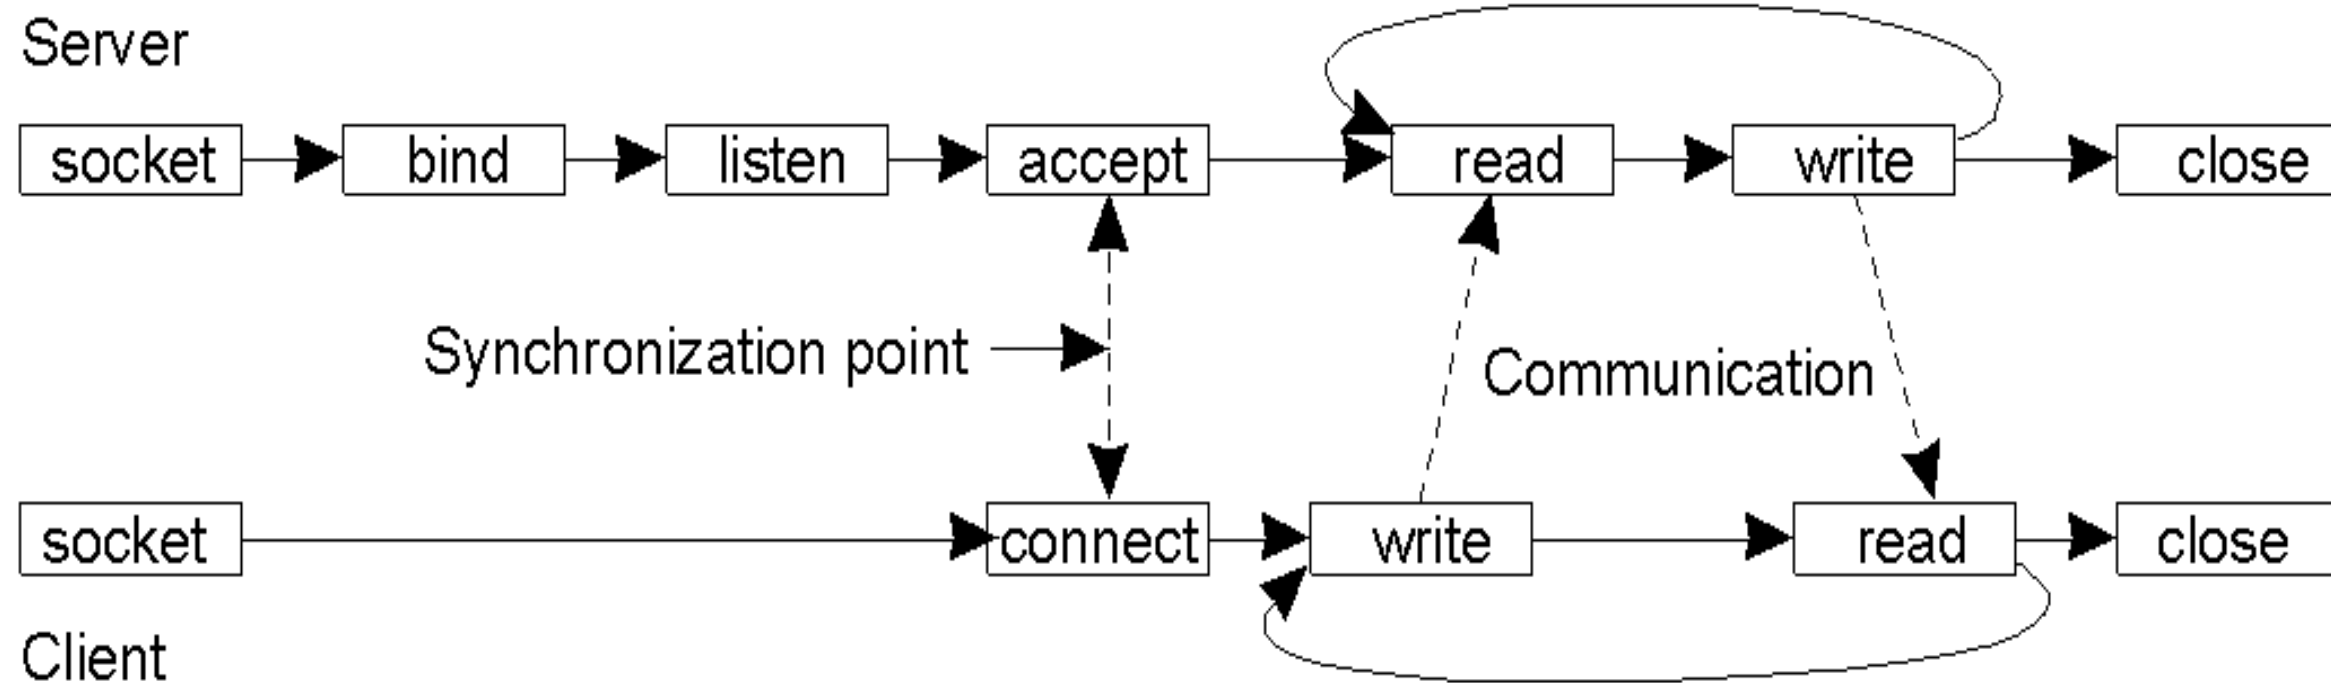 Server
socket bind listen accept read write close
Synchronization point
Communication
socket connect write read close
Client